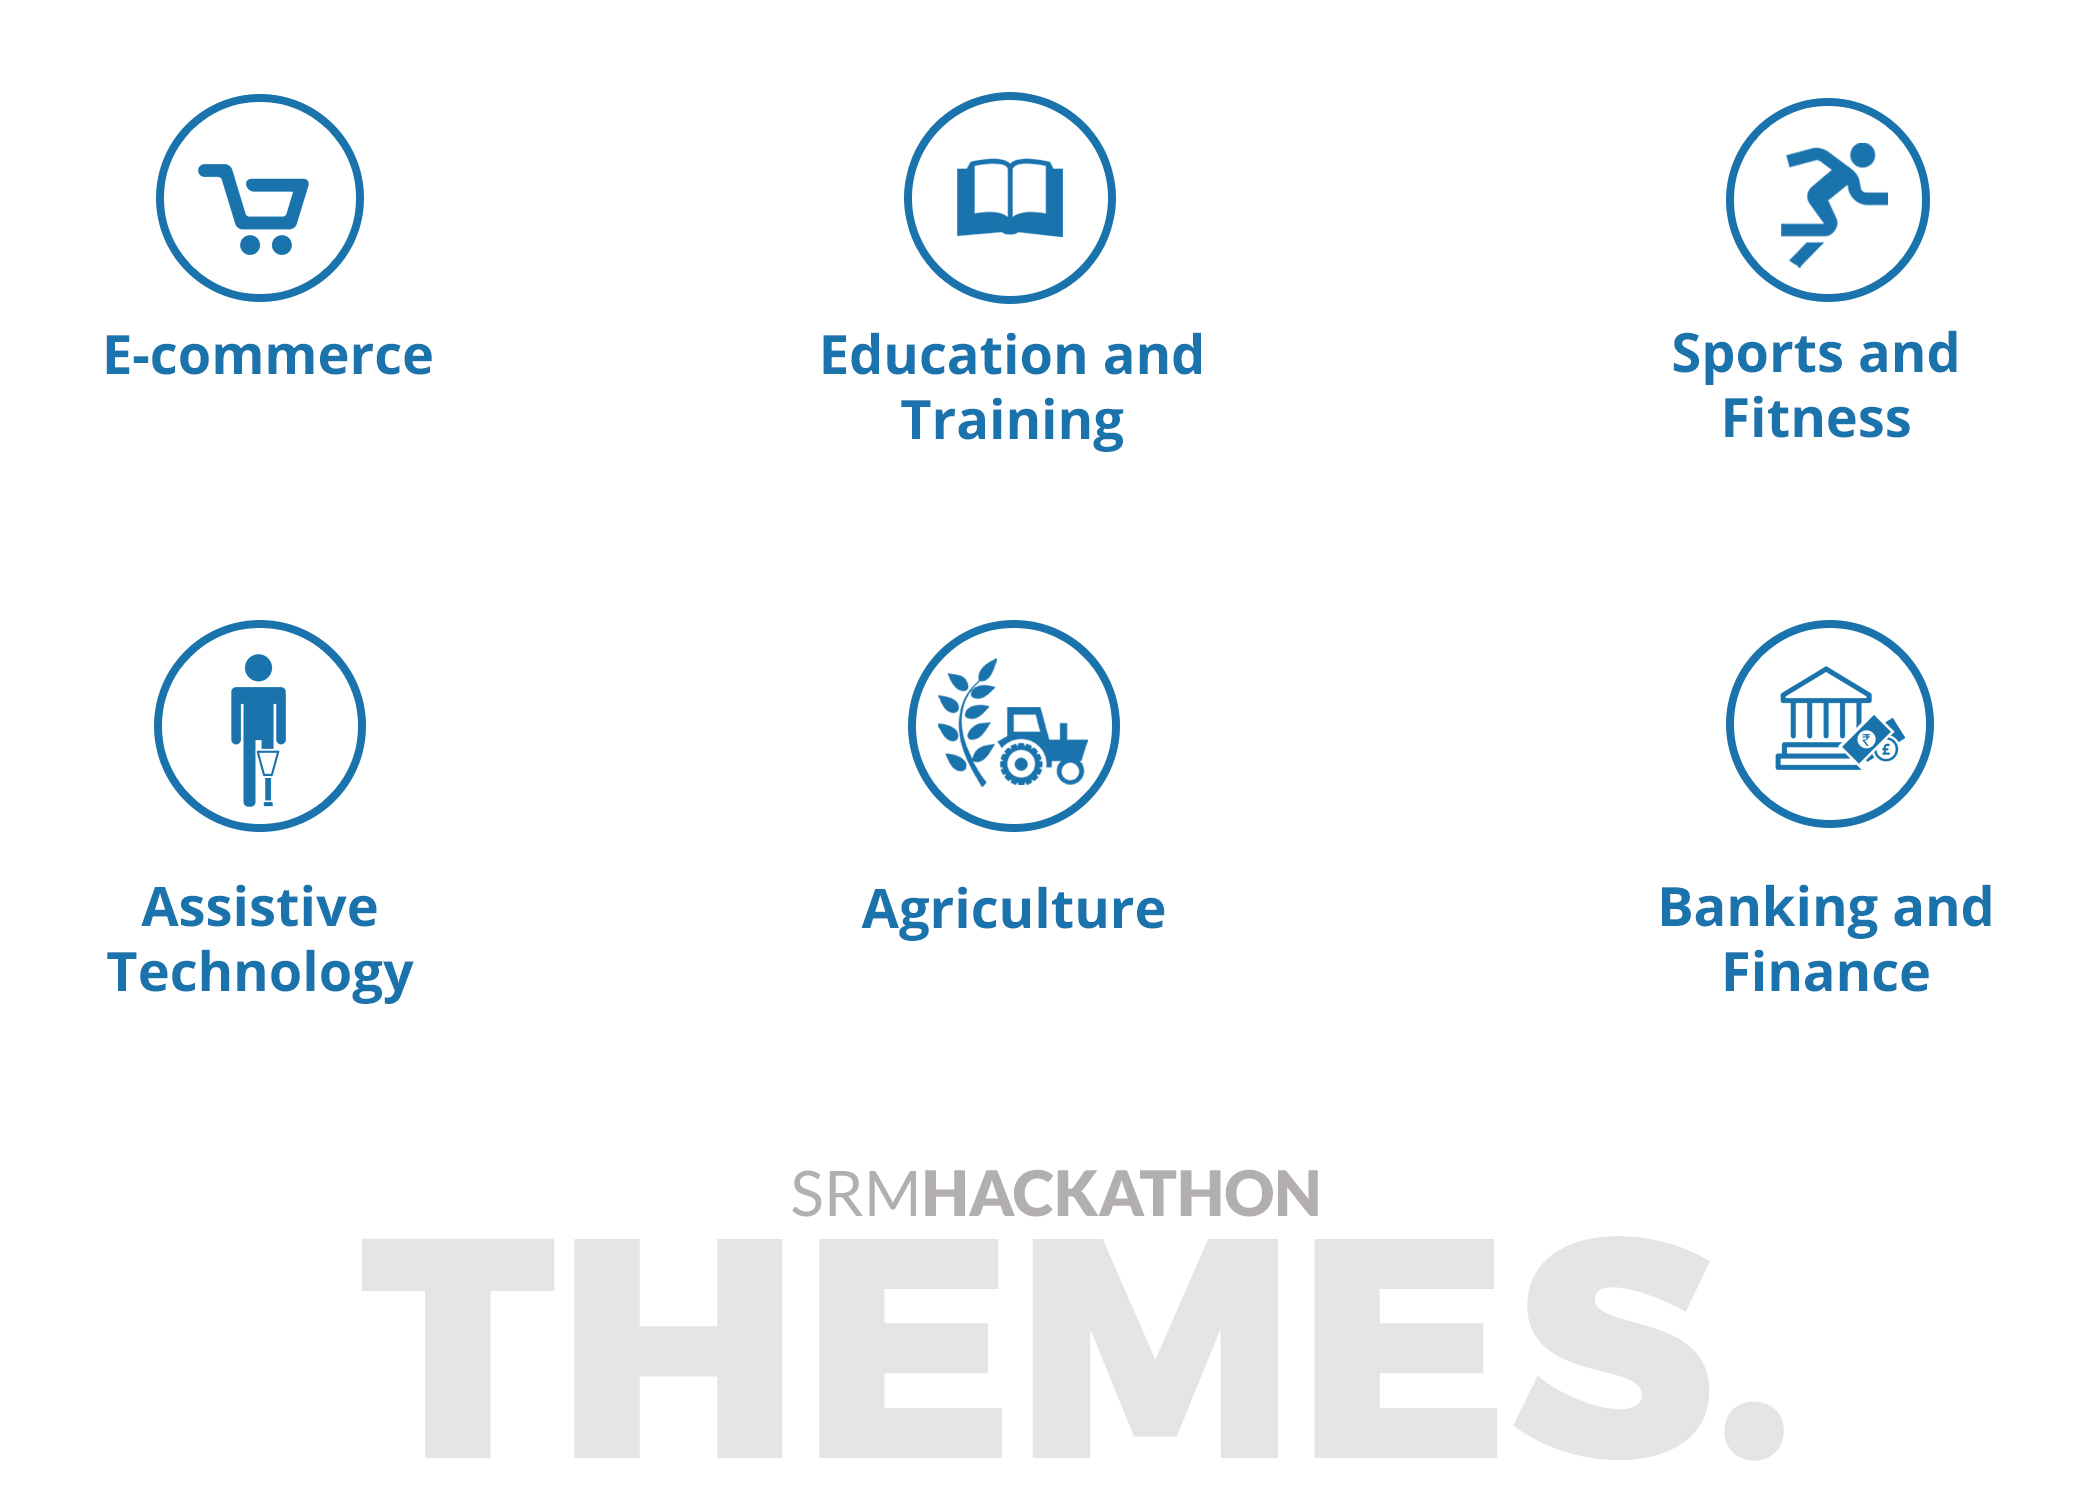 E-commerce
Education and
Training
Sports and
Fitness
Assistive
Technology
Agriculture
₹
£
Banking and
Finance
SRMHACKATHON
THEMES.